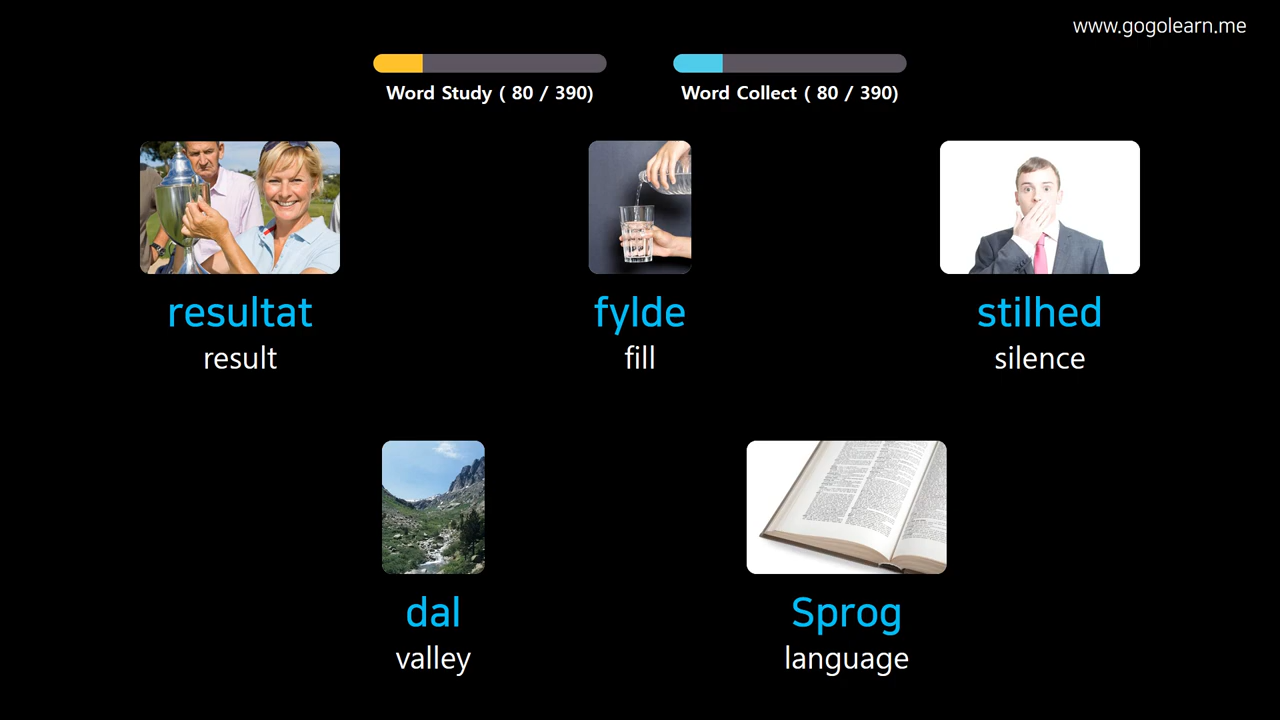 www.gogolearn.me
Word Study ( 80 / 390)
Word Collect ( 80 / 390)
resultat
result
fylde
fill
stilhed
silence
dal
valley
Sprog
language